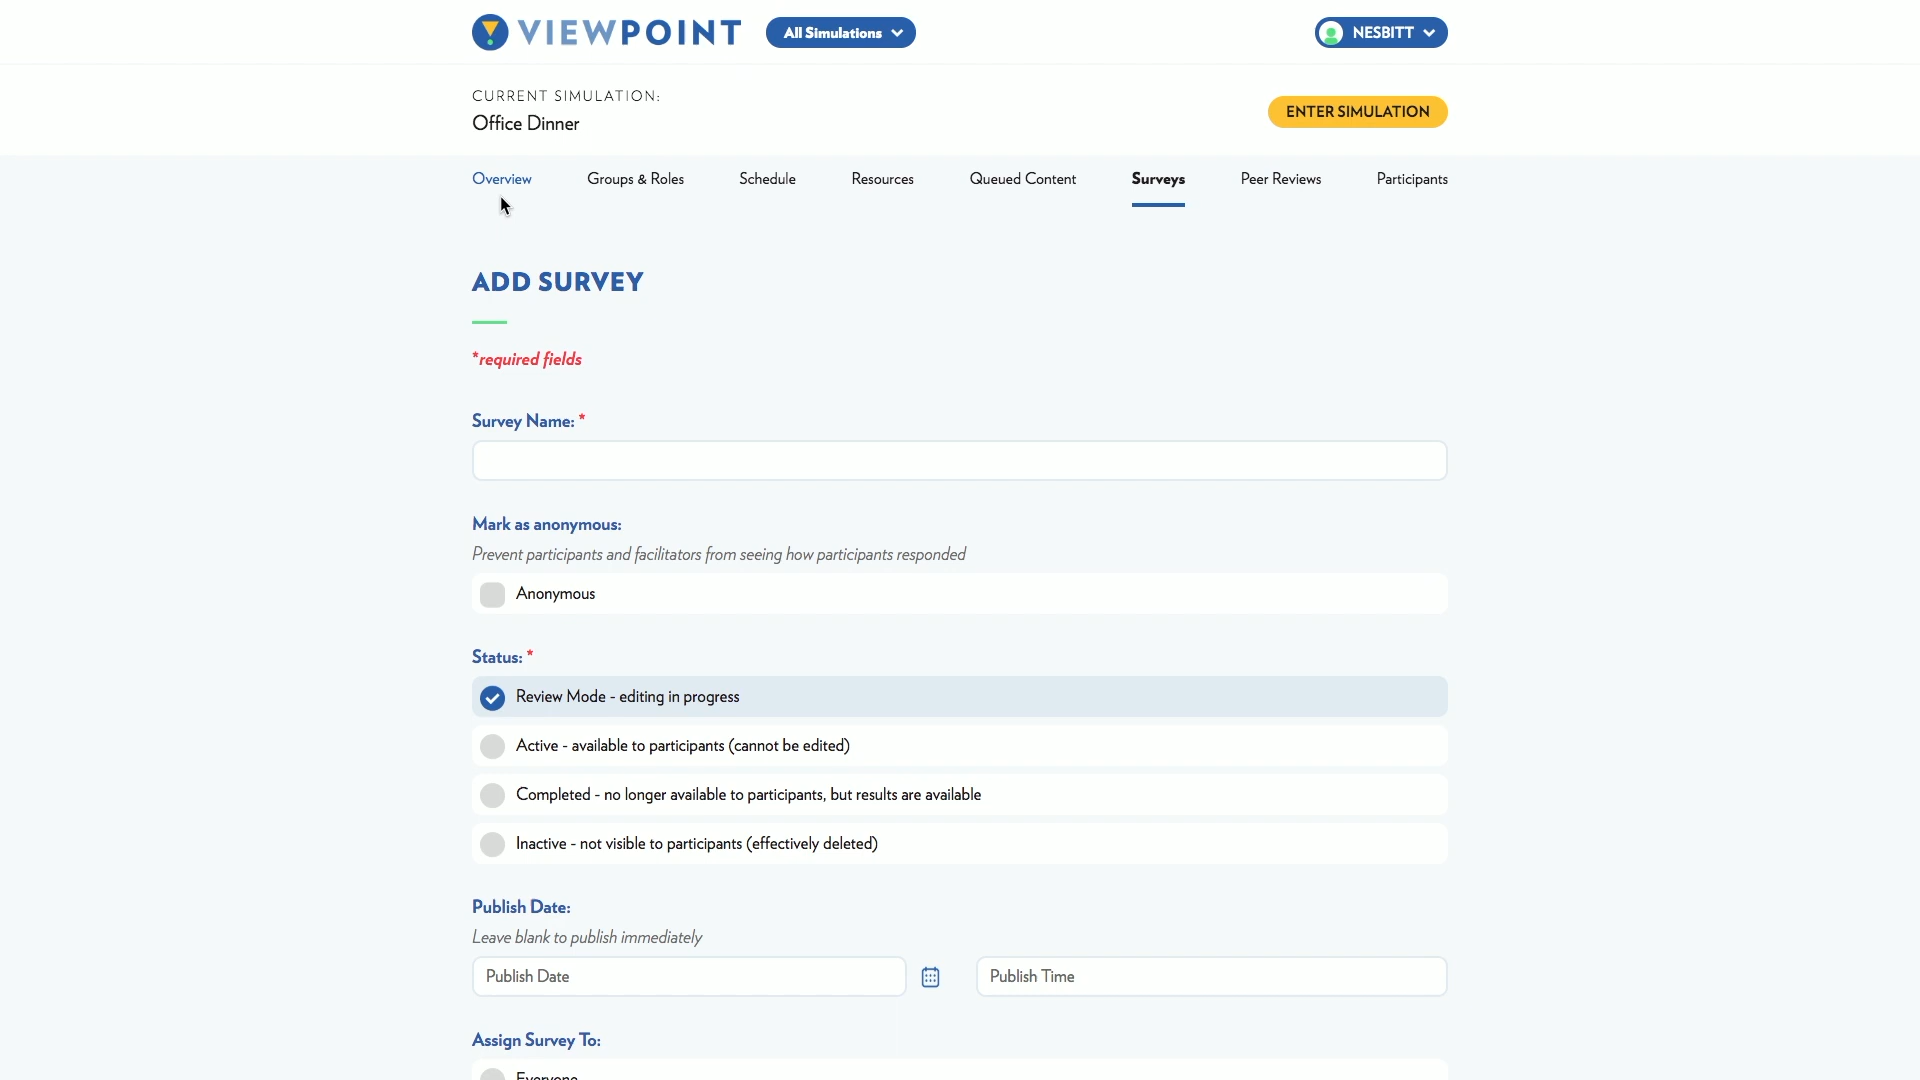 VIEWPOINT
All Simulations
NESBITT
CURRENT SIMULATION:
Office Dinner
ENTER SIMULATION
Overview
Groups & Roles
Schedule
Resources
Queued Content
Surveys
Peer Reviews
Participants
ADD SURVEY
*required fields
Survey Name: *
Mark as anonymous:
Prevent participants and facilitators from seeing how participants responded
Anonymous
Status: *
Review Mode - editing in progress
Active - available to participants (cannot be edited)
Completed - no longer available to participants, but results are available
Inactive - not visible to participants (effectively deleted)
Publish Date:
Leave blank to publish immediately
Publish Date
Publish Time
Assign Survey To:
Everyone